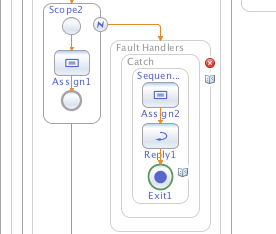 Scope2
Assign1
Fault Handlers
Catch
Sequen...
Assign2
Reply1
Exit1